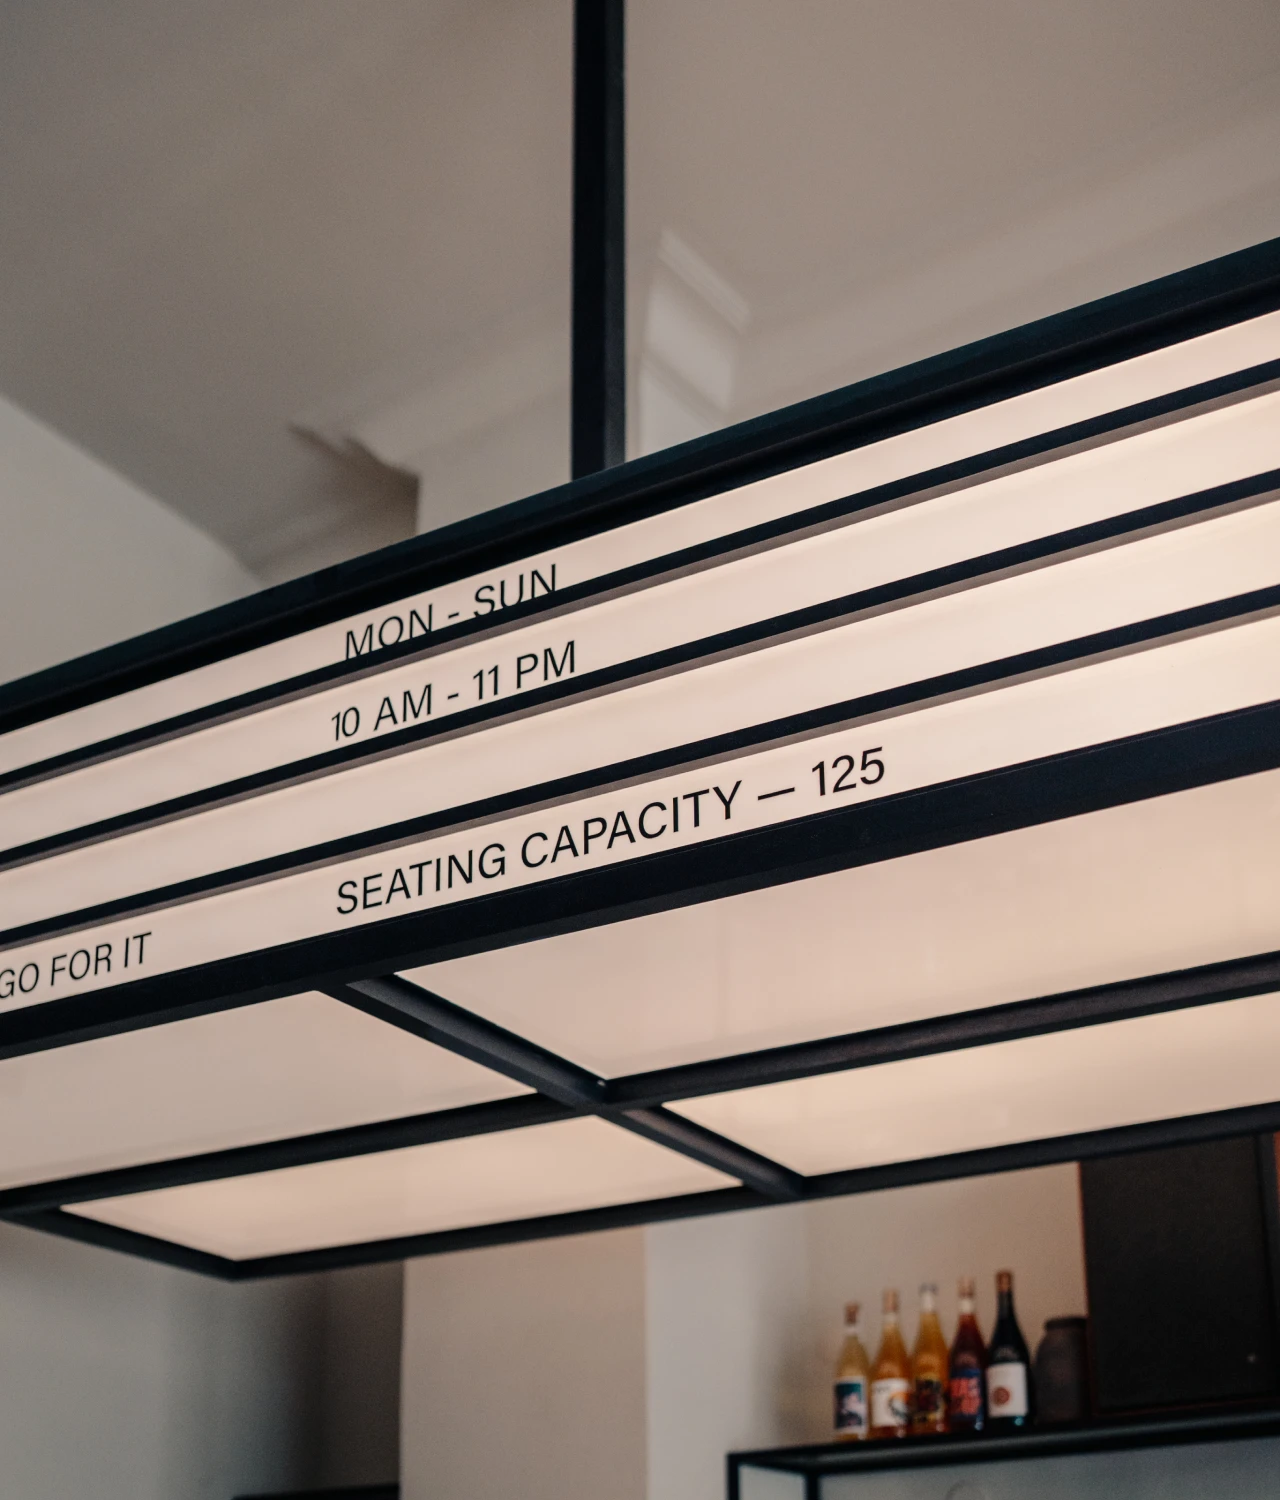 MON - SUN
10 AM - 11 PM
SEATING CAPACITY — 125
GO FOR IT